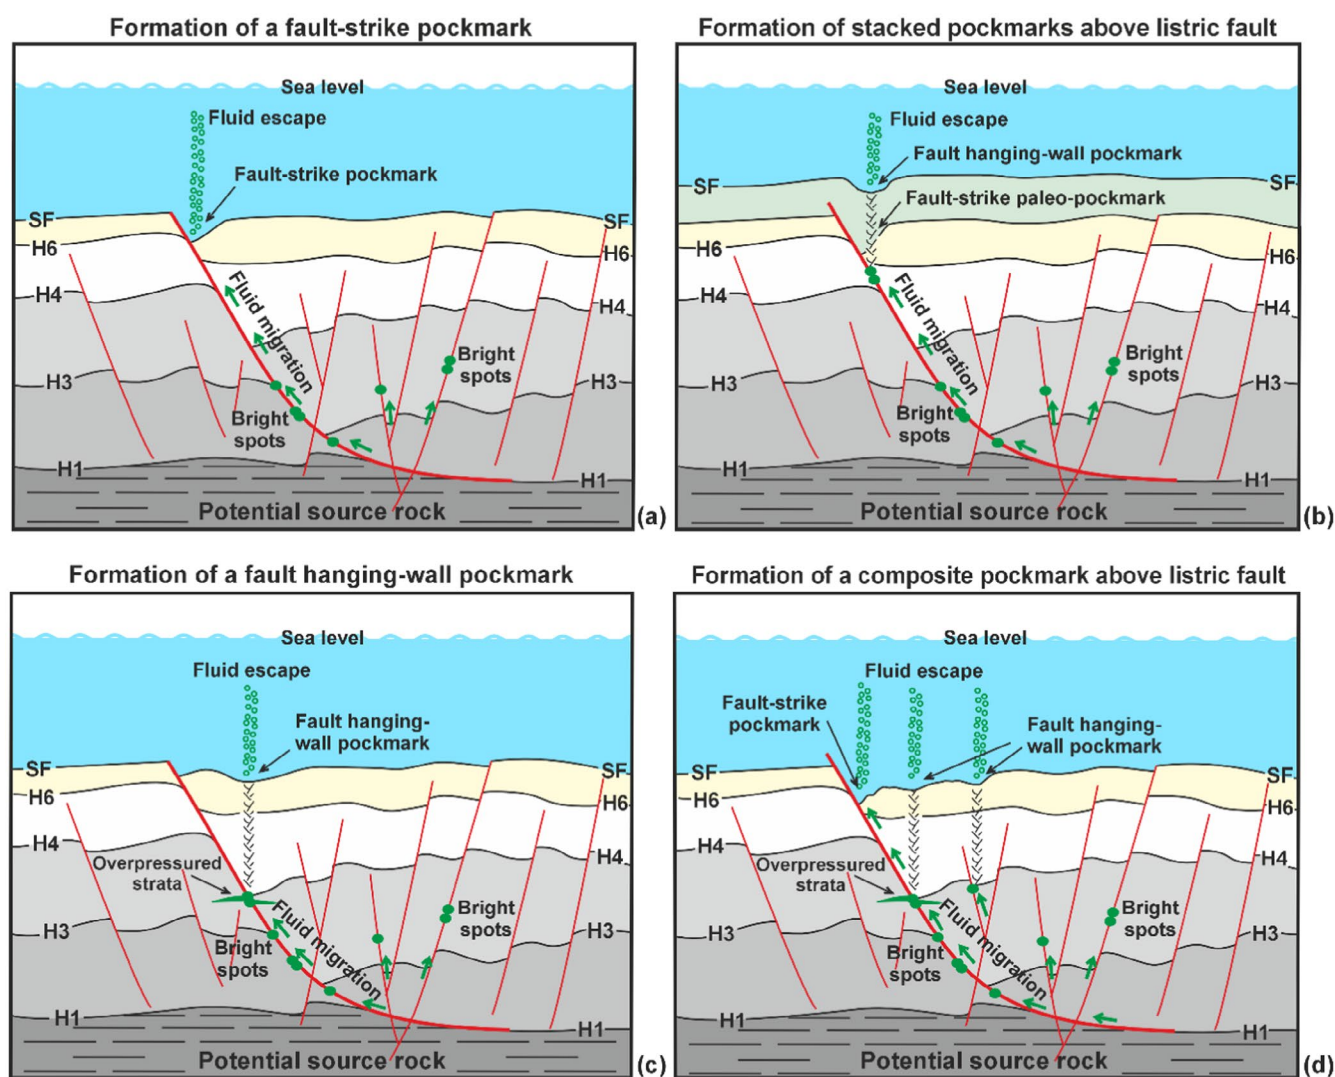 Formation of a fault-strike pockmark
Sea level
Fluid escape
Fault-strike pockmark
SF
SF
H6
H6
Fluid migration
H4
H4
Bright
spots
H3
H3
Bright
spots
H1
H1
Potential source rock
(a)
Formation of stacked pockmarks above listric fault
Sea level
Fluid escape
Fault hanging-wall pockmark
SF
SF
Fault-strike paleo-pockmark
H6
H6
Fluid migration
H4
H4
Bright
spots
H3
H3
Bright
spots
H1
H1
Potential source rock
(b)
Formation of a fault hanging-wall pockmark
Sea level
Fluid escape
Fault hanging-
wall pockmark
SF
SF
H6
H6
H4
H4
Overpressured
strata
Fluid migration
Bright
spots
H3
H3
Bright
spots
H1
H1
Potential source rock
(c)
Formation of a composite pockmark above listric fault
Sea level
Fluid escape
Fault-strike
pockmark
Fault hanging-
wall pockmark
SF
SF
H6
H6
H4
H4
Overpressured
strata
Fluid migration
Bright
spots
H3
H3
Bright
spots
H1
H1
Potential source rock
(d)